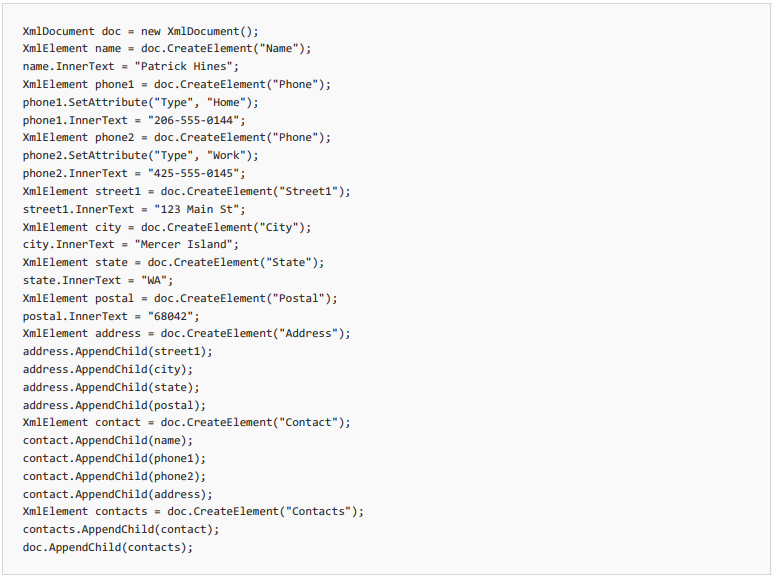 XmlDocument doc = new XmlDocument();
XmlElement name = doc.CreateElement("Name");
name.InnerText = "Patrick Hines";
XmlElement phone1 = doc.CreateElement("Phone");
phone1.SetAttribute("Type", "Home");
phone1.InnerText = "206-555-0144";
XmlElement phone2 = doc.CreateElement("Phone");
phone2.SetAttribute("Type", "Work");
phone2.InnerText = "425-555-0145";
XmlElement street1 = doc.CreateElement("Street1");
street1.InnerText = "123 Main St";
XmlElement city = doc.CreateElement("City");
city.InnerText = "Mercer Island";
XmlElement state = doc.CreateElement("State");
state.InnerText = "WA";
XmlElement postal = doc.CreateElement("Postal");
postal.InnerText = "68042";
XmlElement address = doc.CreateElement("Address");
address.AppendChild(street1);
address.AppendChild(city);
address.AppendChild(state);
address.AppendChild(postal);
XmlElement contact = doc.CreateElement("Contact");
contact.AppendChild(name);
contact.AppendChild(phone1);
contact.AppendChild(phone2);
contact.AppendChild(address);
XmlElement contacts = doc.CreateElement("Contacts");
contacts.AppendChild(contact);
doc.AppendChild(contacts);